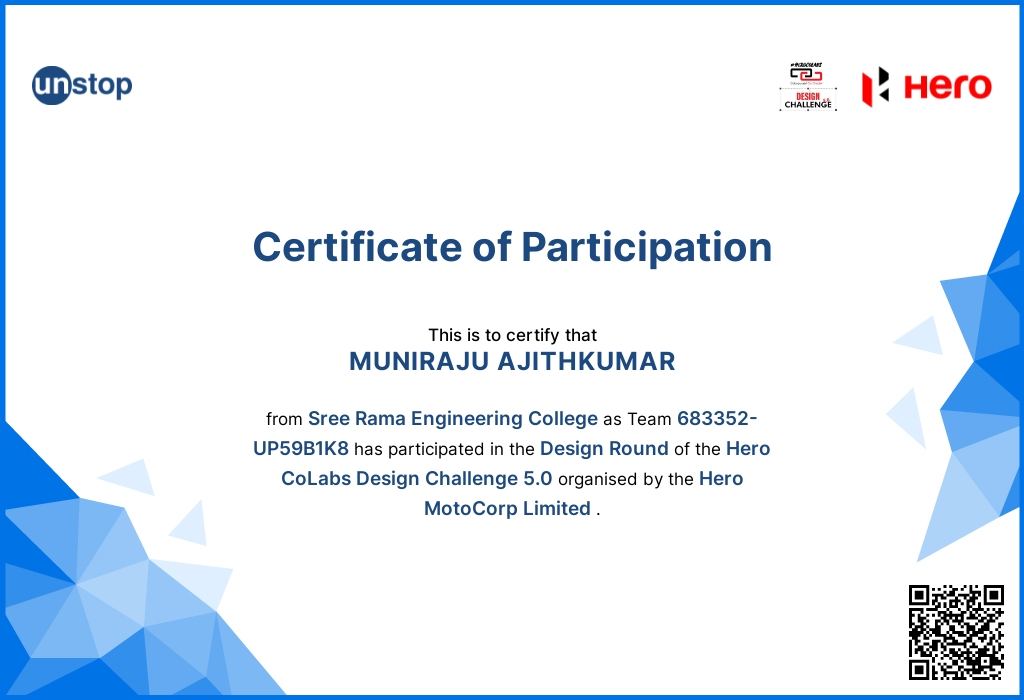 unstop
#HEROCOLABS
DESIGN
CHALLENGE
Hero
Certificate of Participation
This is to certify that
MUNIRAJU AJITHKUMAR
from Sree Rama Engineering College as Team 683352-
UP59B1K8 has participated in the Design Round of the Hero
CoLabs Design Challenge 5.0 organised by the Hero
MotoCorp Limited .